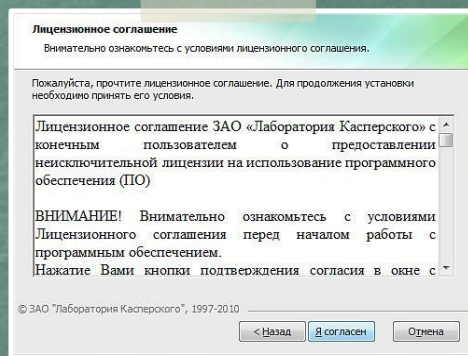 Лицензионное соглашение
Внимательно ознакомьтесь с условиями лицензионного соглашения.
Пожалуйста, прочтите лицензионное соглашение. Для продолжения установки
необходимо принять его условия.
Лицензионное соглашение ЗАО «Лаборатория Касперского» с
конечным пользователем о предоставлении
неисключительной лицензии на использование программного
обеспечения (ПО)
ВНИМАНИЕ! Внимательно ознакомьтесь с условиями
Лицензионного соглашения перед началом работы с
программным обеспечением.
Нажатие Вами кнопки подтверждения согласия в окне с
© ЗАО "Лаборатория Касперского", 1997-2010
< Назад Я согласен Отмена